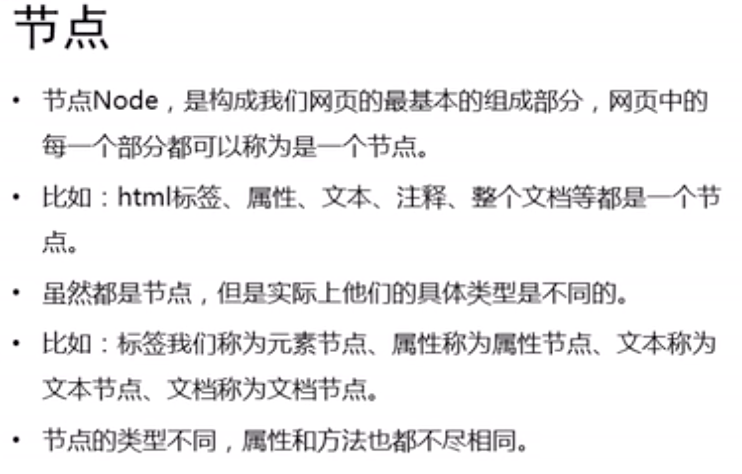 节点
• 节点Node，是构成我们网页的最基本的组成部分，网页中的
每一个部分都可以称为是一个节点。
• 比如：html标签、属性、文本、注释、整个文档等都是一个节
点。
• 虽然都是节点，但是实际上他们的具体类型是不同的。
• 比如：标签我们称为元素节点、属性称为属性节点、文本称为
文本节点、文档称为文档节点。
• 节点的类型不同，属性和方法也都不尽相同。